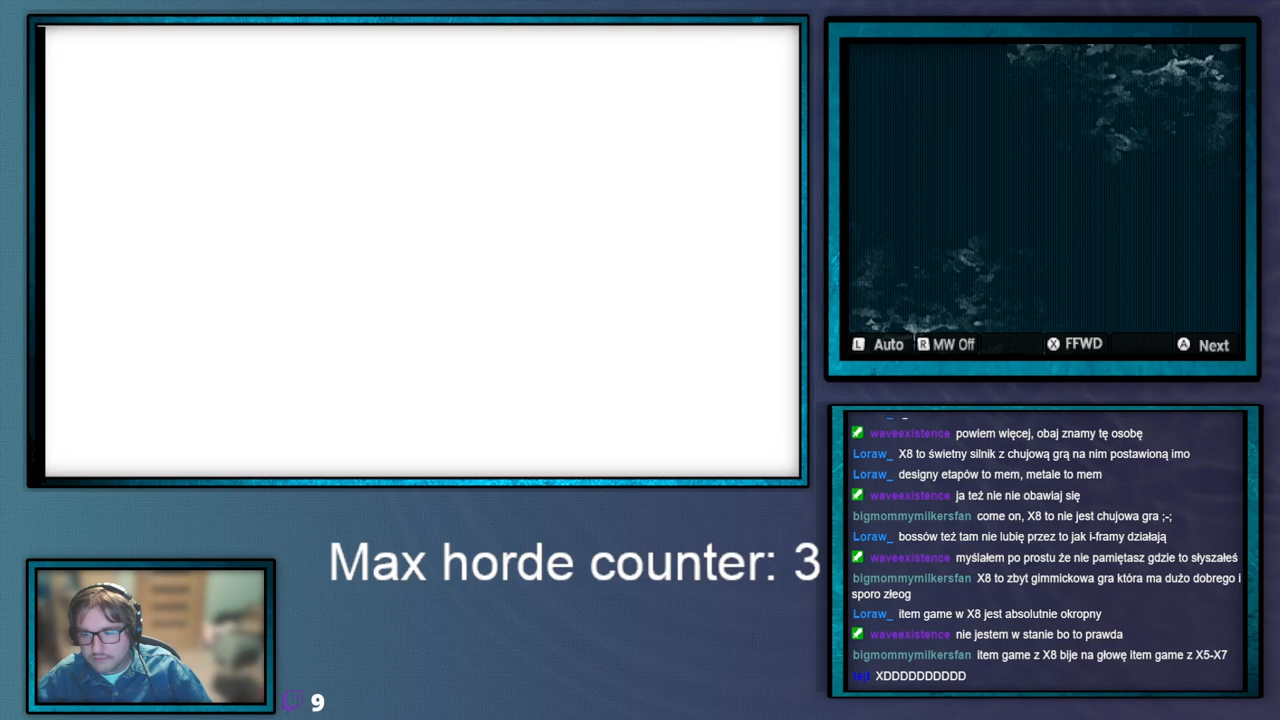 L Auto R MW Off X FFWD A Next
waveexistence powiem więcej, obaj znamy tę osobę
Loraw_ X8 to świetny silnik z chujową grą na nim postawioną imo
Loraw_ designy etapów to mem, metale to mem
waveexistence ja też nie nie obawiaj się
bigmommymilkersfan come on, X8 to nie jest chujowa gra ;-;
Loraw_ bossów też tam nie lubię przez to jak i-framy działają
waveexistence myślałem po prostu że nie pamiętasz gdzie to słyszałeś
bigmommymilkersfan X8 to zbyt gimmickowa gra która ma dużo dobrego i
sporo złeog
Loraw_ item game w X8 jest absolutnie okropny
waveexistence nie jestem w stanie bo to prawda
bigmommymilkersfan item game z X8 bije na głowę item game z X5-X7
XDDDDDDDDDD
Max horde counter: 3
9